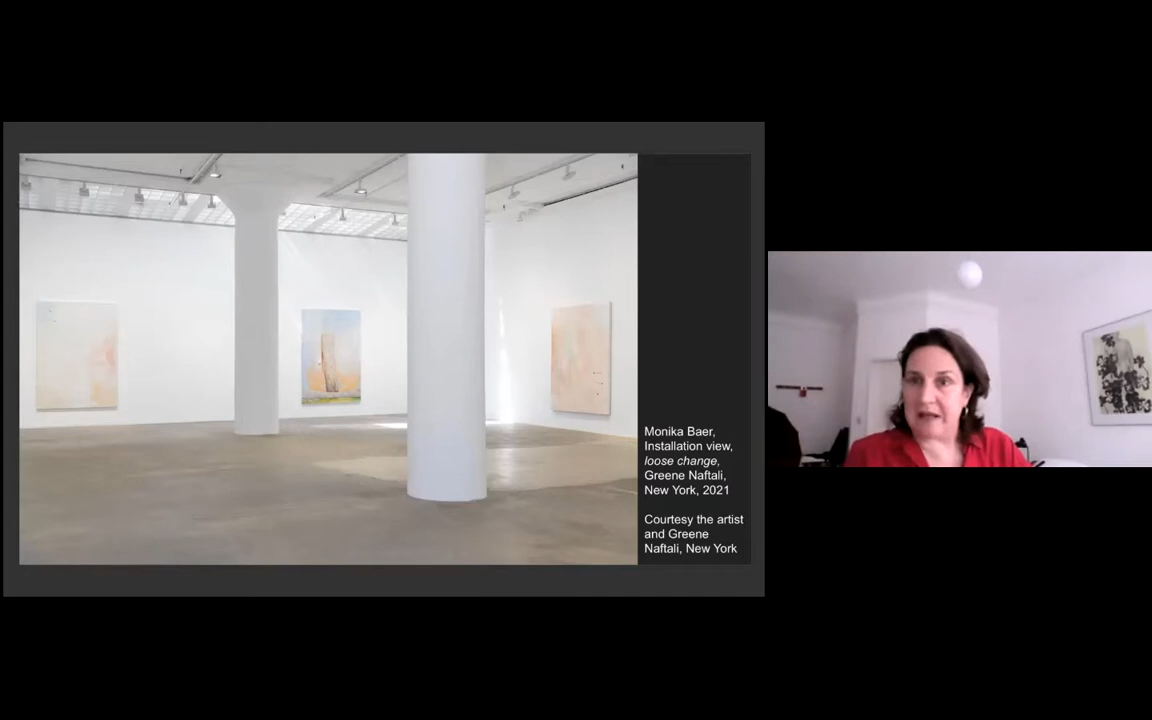 Monika Baer,
Installation view,
loose change,
Greene Naftali,
New York, 2021
Courtesy the artist
and Greene
Naftali, New York